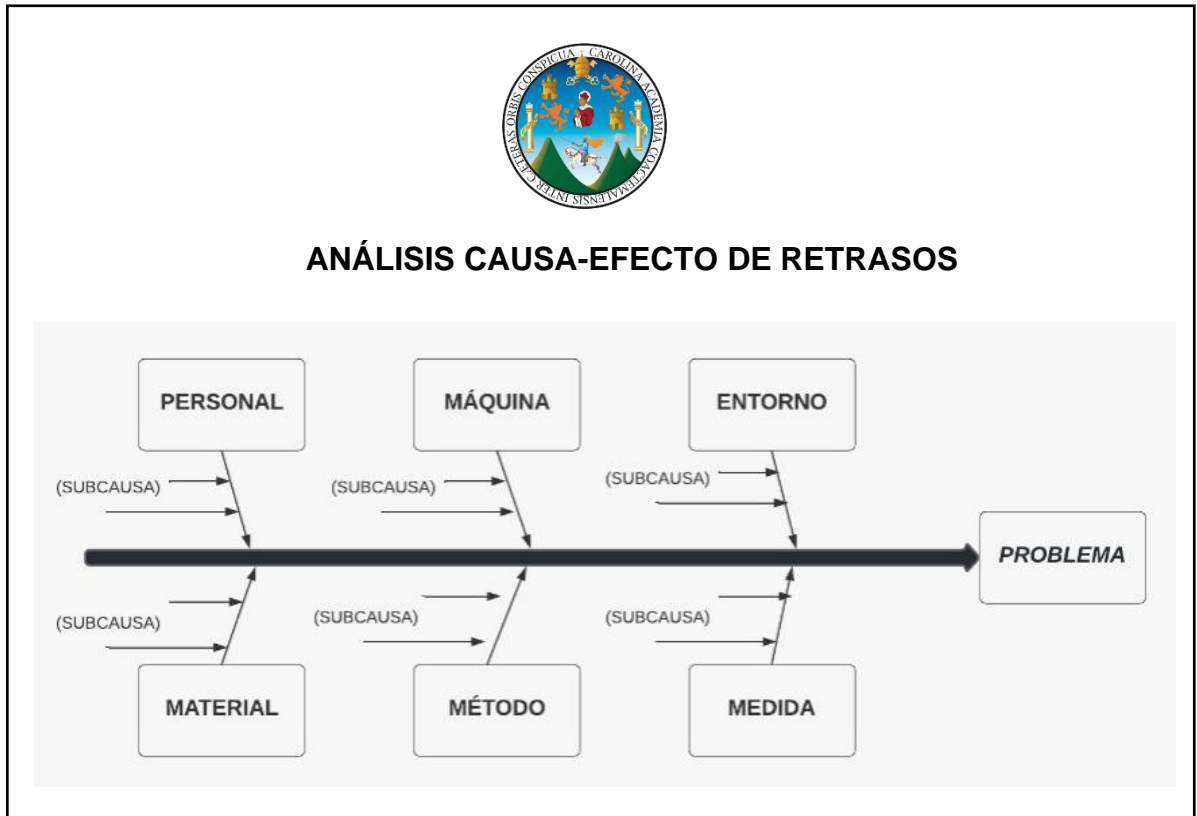 INTER CÆTERAS ORBIS CONSPICUA CAROLINA ACADEMIA COACTEMALENSIS
ANÁLISIS CAUSA-EFECTO DE RETRASOS
PERSONAL MÁQUINA ENTORNO
(SUBCAUSA) (SUBCAUSA) (SUBCAUSA)
PROBLEMA
(SUBCAUSA) (SUBCAUSA) (SUBCAUSA)
MATERIAL MÉTODO MEDIDA